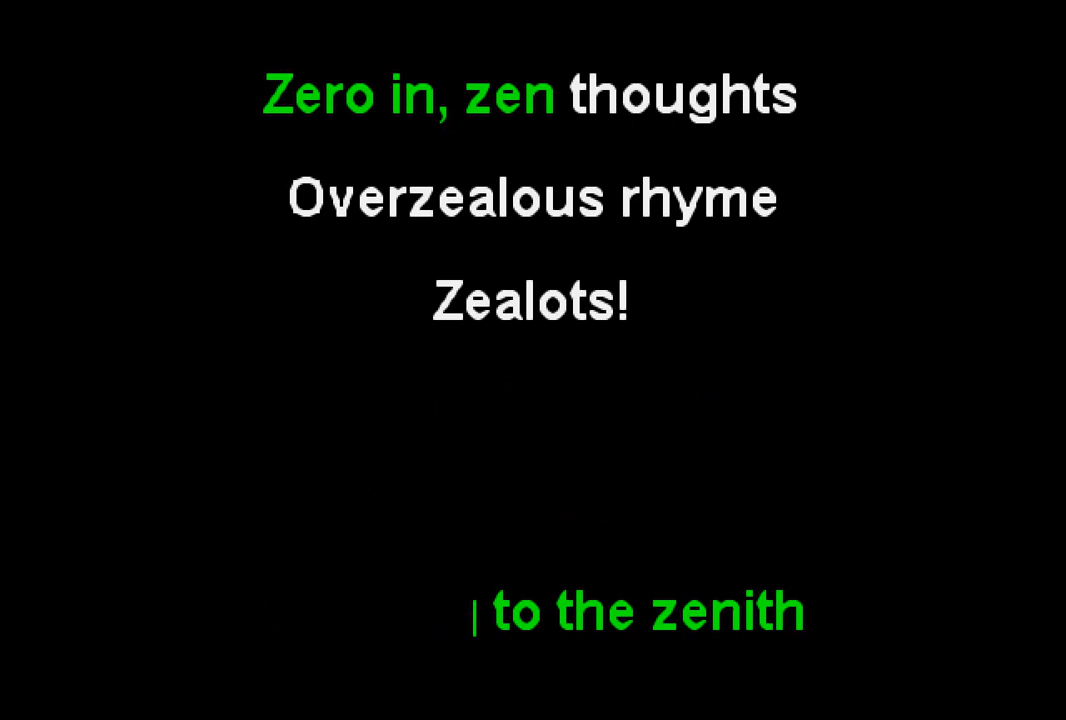 Zero in, zen thoughts
Overzealous rhyme
Zealots!
to the zenith